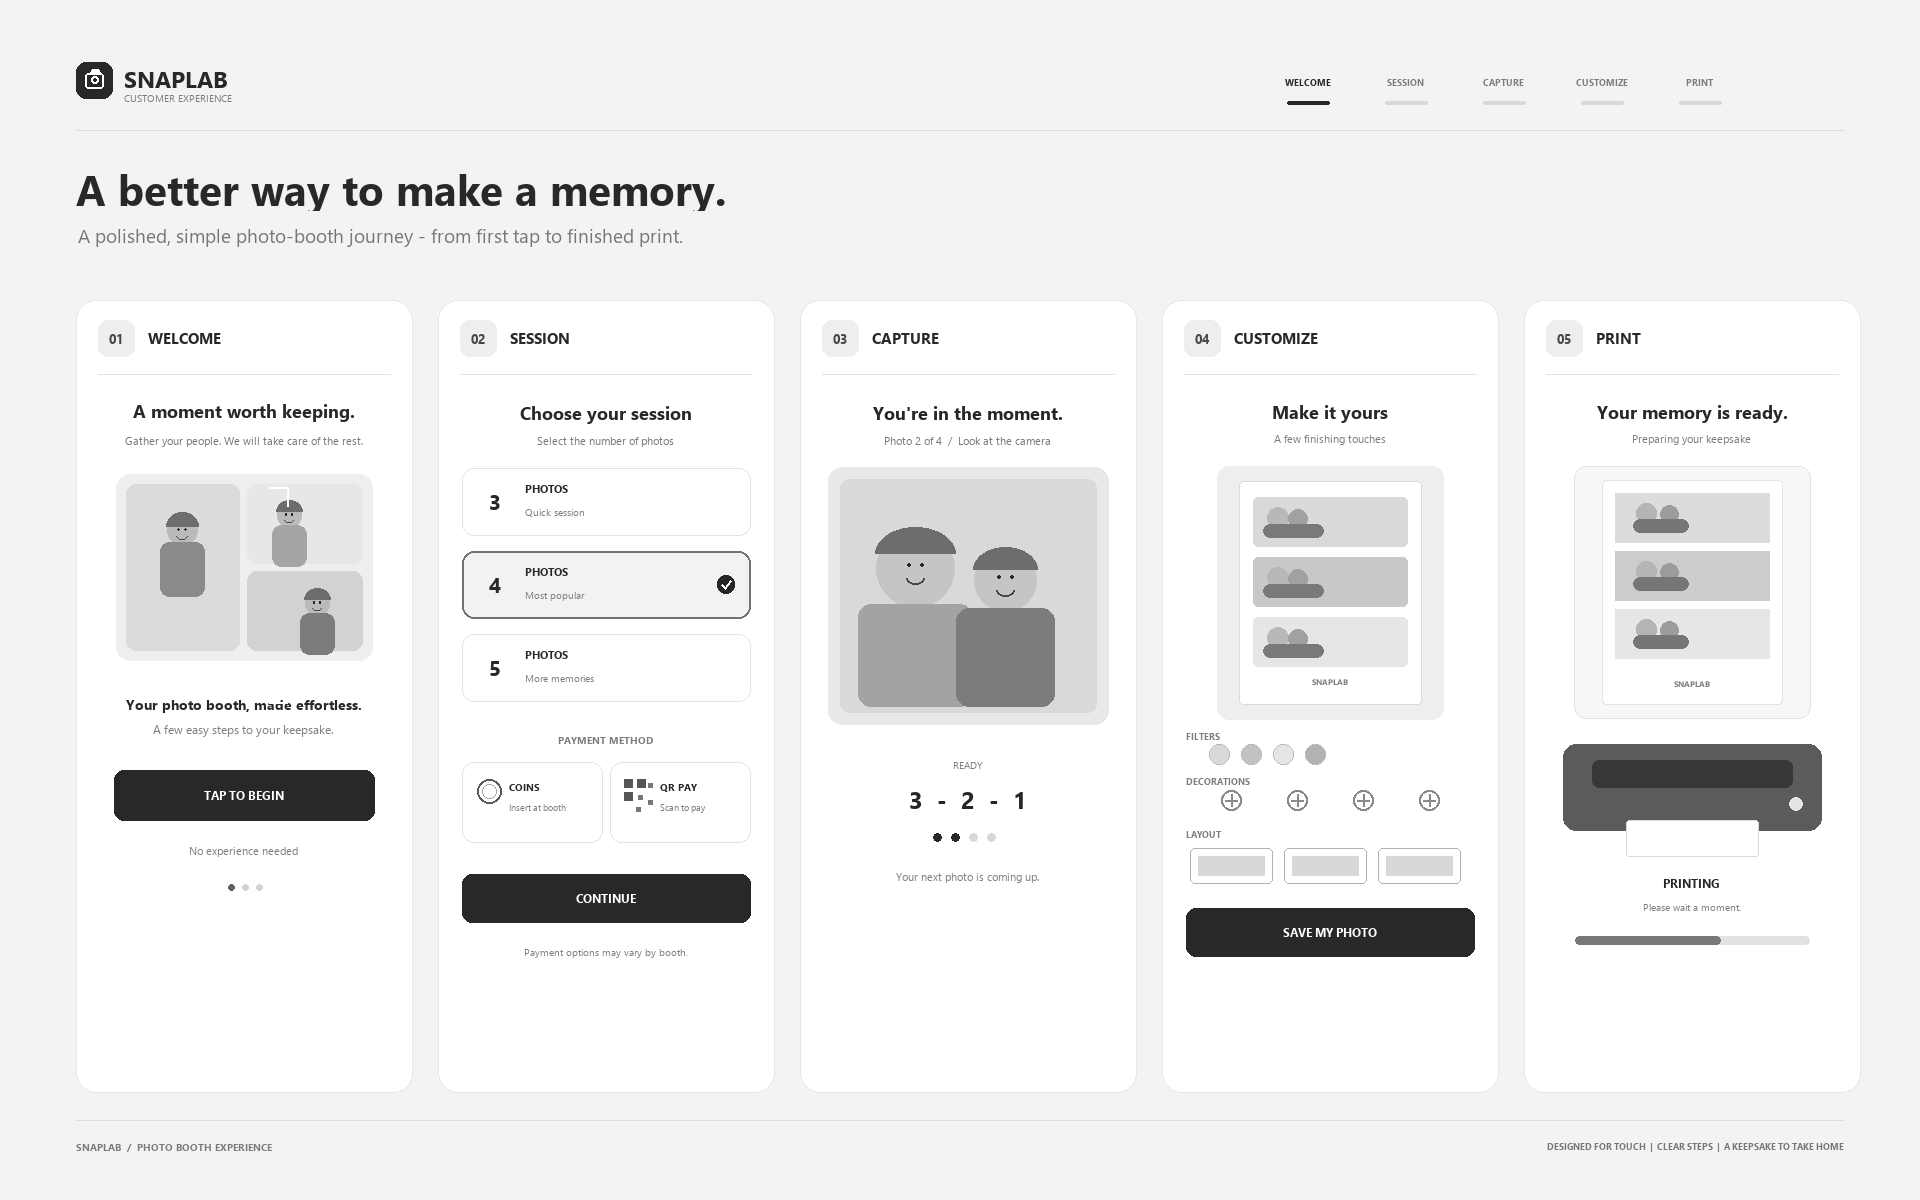 SNAPLAB
CUSTOMER EXPERIENCE
WELCOME
SESSION
CAPTURE
CUSTOMIZE
PRINT
A better way to make a memory.
A polished, simple photo-booth journey - from first tap to finished print.
01 WELCOME
A moment worth keeping.
Gather your people. We will take care of the rest.
Your photo booth, made effortless.
A few easy steps to your keepsake.
TAP TO BEGIN
No experience needed
02 SESSION
Choose your session
Select the number of photos
3 PHOTOS
Quick session
4 PHOTOS
Most popular
5 PHOTOS
More memories
PAYMENT METHOD
COINS
Insert at booth
QR PAY
Scan to pay
CONTINUE
Payment options may vary by booth.
03 CAPTURE
You're in the moment.
Photo 2 of 4 / Look at the camera
READY
3 - 2 - 1
Your next photo is coming up.
04 CUSTOMIZE
Make it yours
A few finishing touches
SNAPLAB
FILTERS
DECORATIONS
LAYOUT
SAVE MY PHOTO
05 PRINT
Your memory is ready.
Preparing your keepsake
SNAPLAB
PRINTING
Please wait a moment.
SNAPLAB / PHOTO BOOTH EXPERIENCE
DESIGNED FOR TOUCH | CLEAR STEPS | A KEEPSAKE TO TAKE HOME